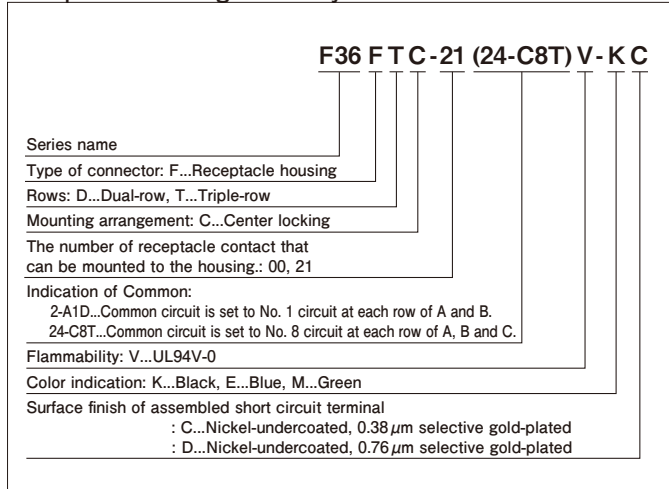 F36 F T C - 21 (24-C8T) V - K C
Series name
Type of connector: F...Receptacle housing
Rows: D...Dual-row, T...Triple-row
Mounting arrangement: C...Center locking
The number of receptacle contact that
can be mounted to the housing.: 00, 21
Indication of Common:
2-A1D...Common circuit is set to No. 1 circuit at each row of A and B.
24-C8T...Common circuit is set to No. 8 circuit at each row of A, B and C.
Flammability: V...UL94V-0
Color indication: K...Black, E...Blue, M...Green
Surface finish of assembled short circuit terminal
: C...Nickel-undercoated, 0.38 μm selective gold-plated
: D...Nickel-undercoated, 0.76 μm selective gold-plated